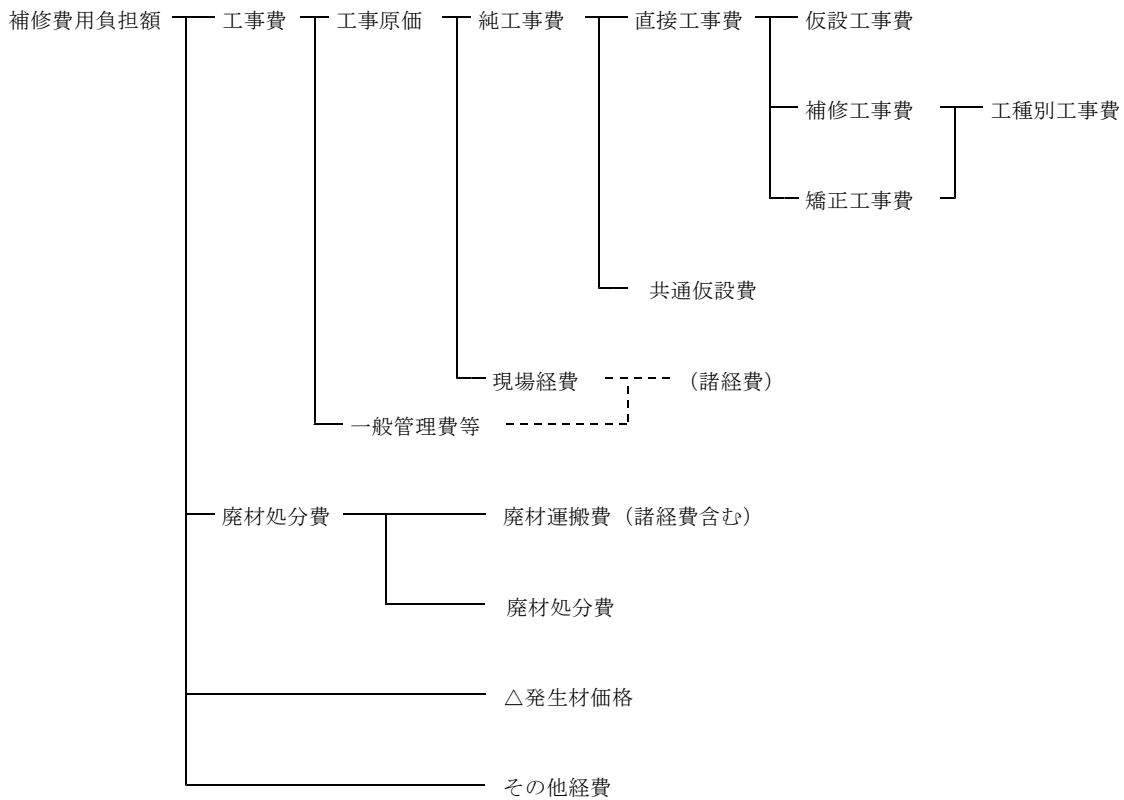 補修費用負担額 工事費 工事原価 純工事費 直接工事費 仮設工事費
補修工事費 工種別工事費
矯正工事費
共通仮設費
現場経費 (諸経費)
一般管理費等
廃材処分費 廃材運搬費(諸経費含む)
廃材処分費
△発生材価格
その他経費